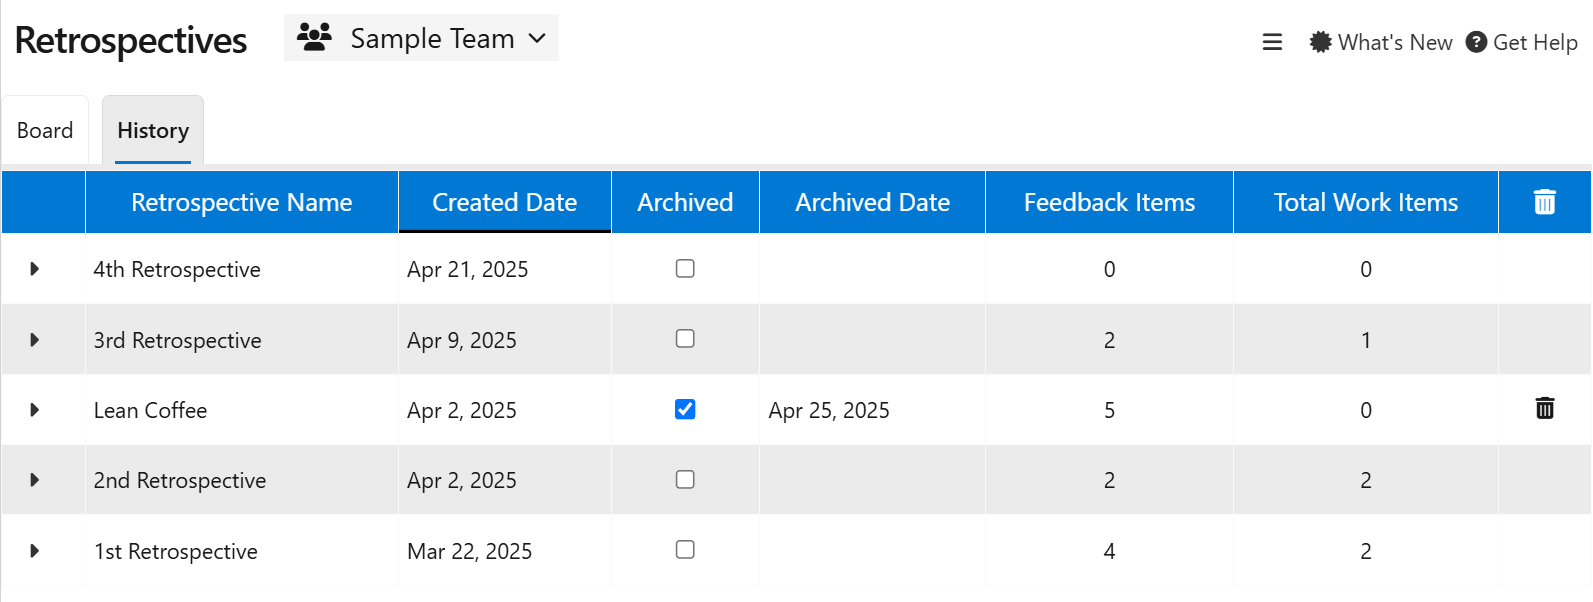 Retrospectives Sample Team What's New Get Help
Board History
Retrospective Name Created Date Archived Archived Date Feedback Items Total Work Items
4th Retrospective Apr 21, 2025 0 0
3rd Retrospective Apr 9, 2025 2 1
Lean Coffee Apr 2, 2025 Apr 25, 2025 5 0
2nd Retrospective Apr 2, 2025 2 2
1st Retrospective Mar 22, 2025 4 2